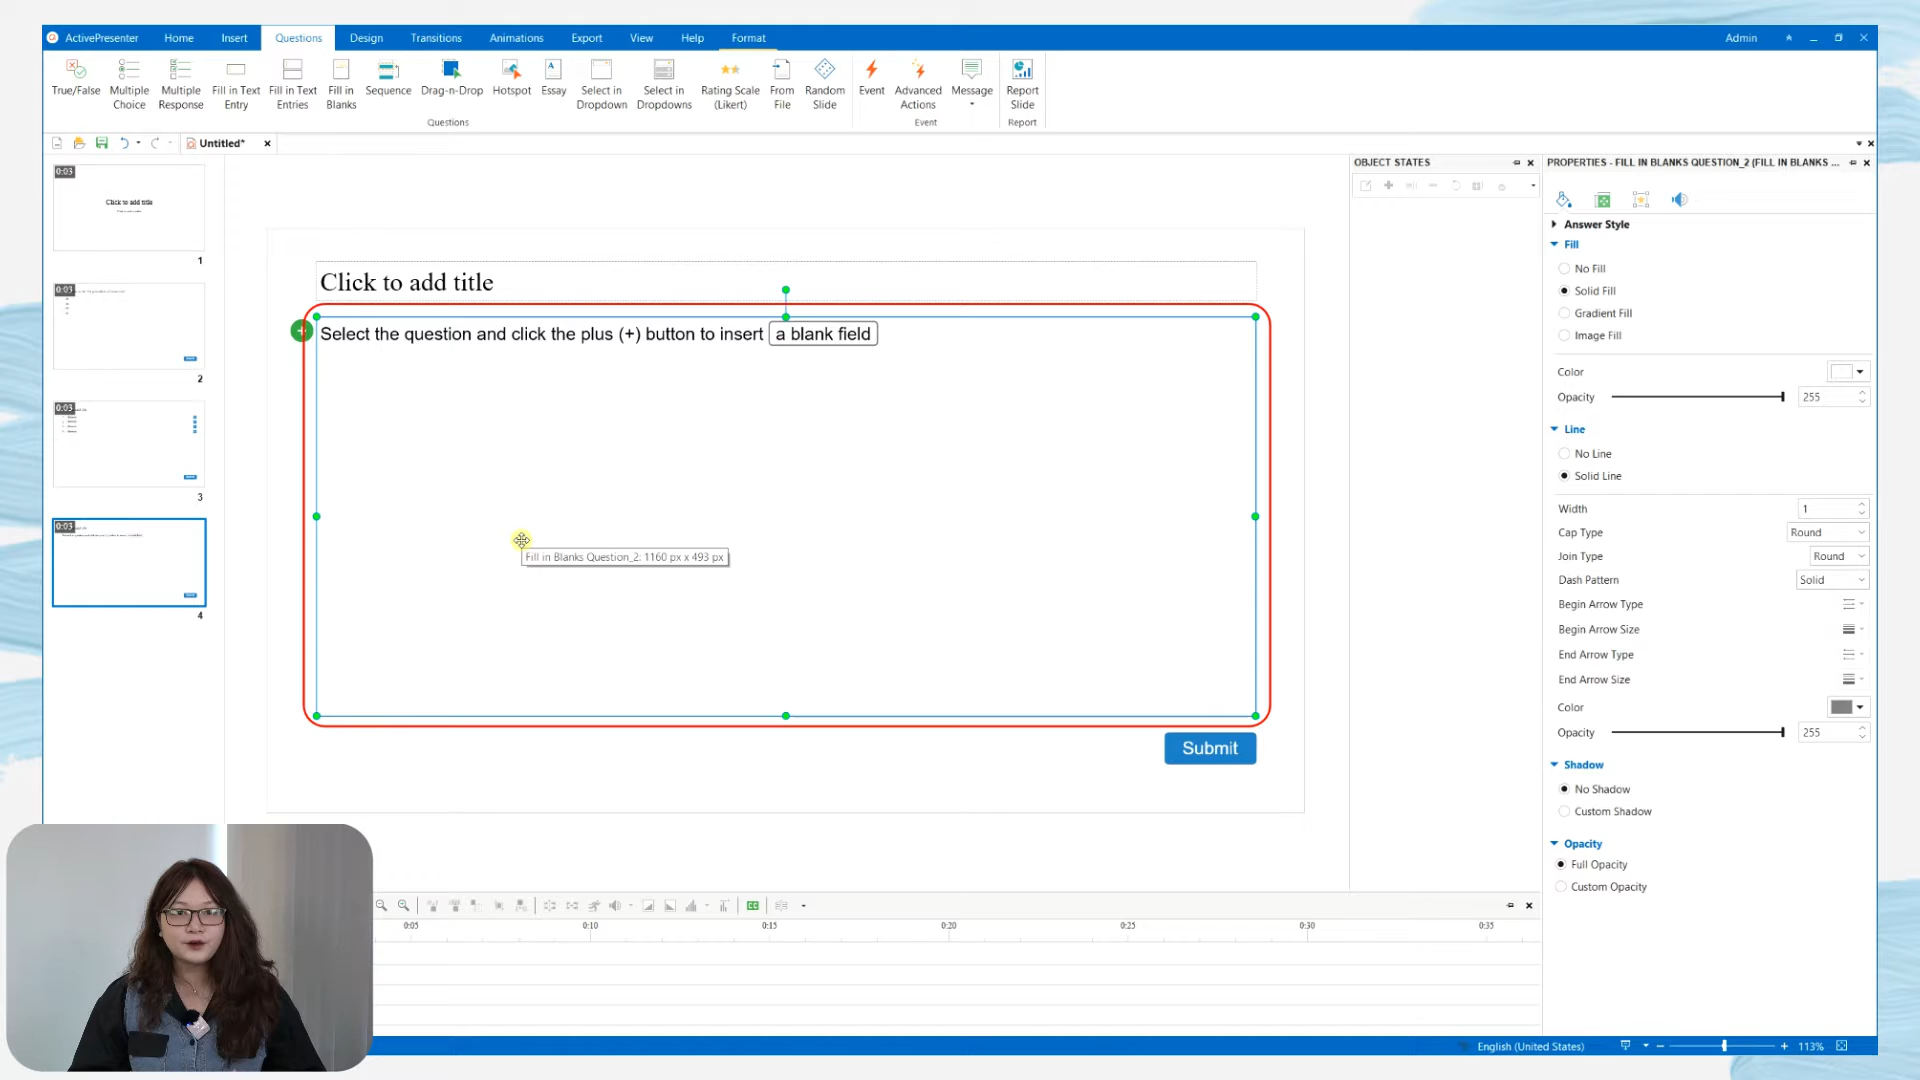 ActivePresenter Home Insert Questions Design Transitions Animations Export View Help Format Admin
True/False
Multiple Choice
Multiple Response
Fill in Text Entry
Fill in Text Entries
Fill in Blanks
Sequence
Drag-n-Drop
Hotspot
Essay
Select in Dropdown
Select in Dropdowns
Rating Scale (Likert)
From File
Random Slide
Event
Advanced Actions
Message
Report Slide
Questions Event Report
Untitled*
0:03
Click to add title
1
0:03
2
0:03
3
0:03
4
Click to add title
Select the question and click the plus (+) button to insert a blank field
Fill in Blanks Question_2: 1160 px x 493 px
Submit
OBJECT STATES
PROPERTIES - FILL IN BLANKS QUESTION_2 (FILL IN BLANKS ...
Answer Style
Fill
No Fill
Solid Fill
Gradient Fill
Image Fill
Color
Opacity 255
Line
No Line
Solid Line
Width 1
Cap Type Round
Join Type Round
Dash Pattern Solid
Begin Arrow Type
Begin Arrow Size
End Arrow Type
End Arrow Size
Color
Opacity 255
Shadow
No Shadow
Custom Shadow
Opacity
Full Opacity
Custom Opacity
CC
0:05 0:10 0:15 0:20 0:25 0:30 0:35
English (United States) 113%